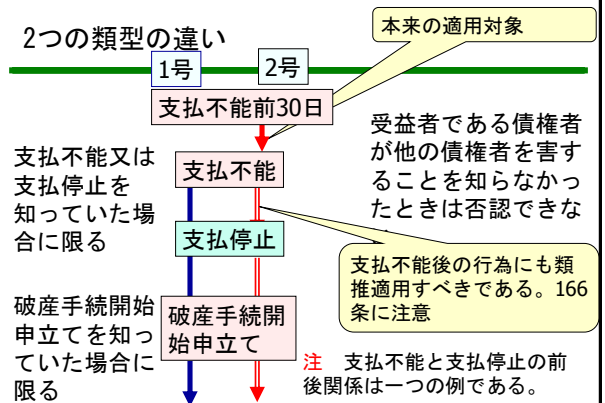 2つの類型の違い
本来の適用対象
1号
2号
支払不能前30日
支払不能又は
支払停止を
知っていた場
合に限る
支払不能
支払停止
受益者である債権者
が他の債権者を害す
ることを知らなかっ
たときは否認できな
支払不能後の行為にも類
推適用すべきである。166
条に注意
破産手続開始
申立てを知っ
ていた場合に
限る
破産手続開
始申立て
注 支払不能と支払停止の前
後関係は一つの例である。